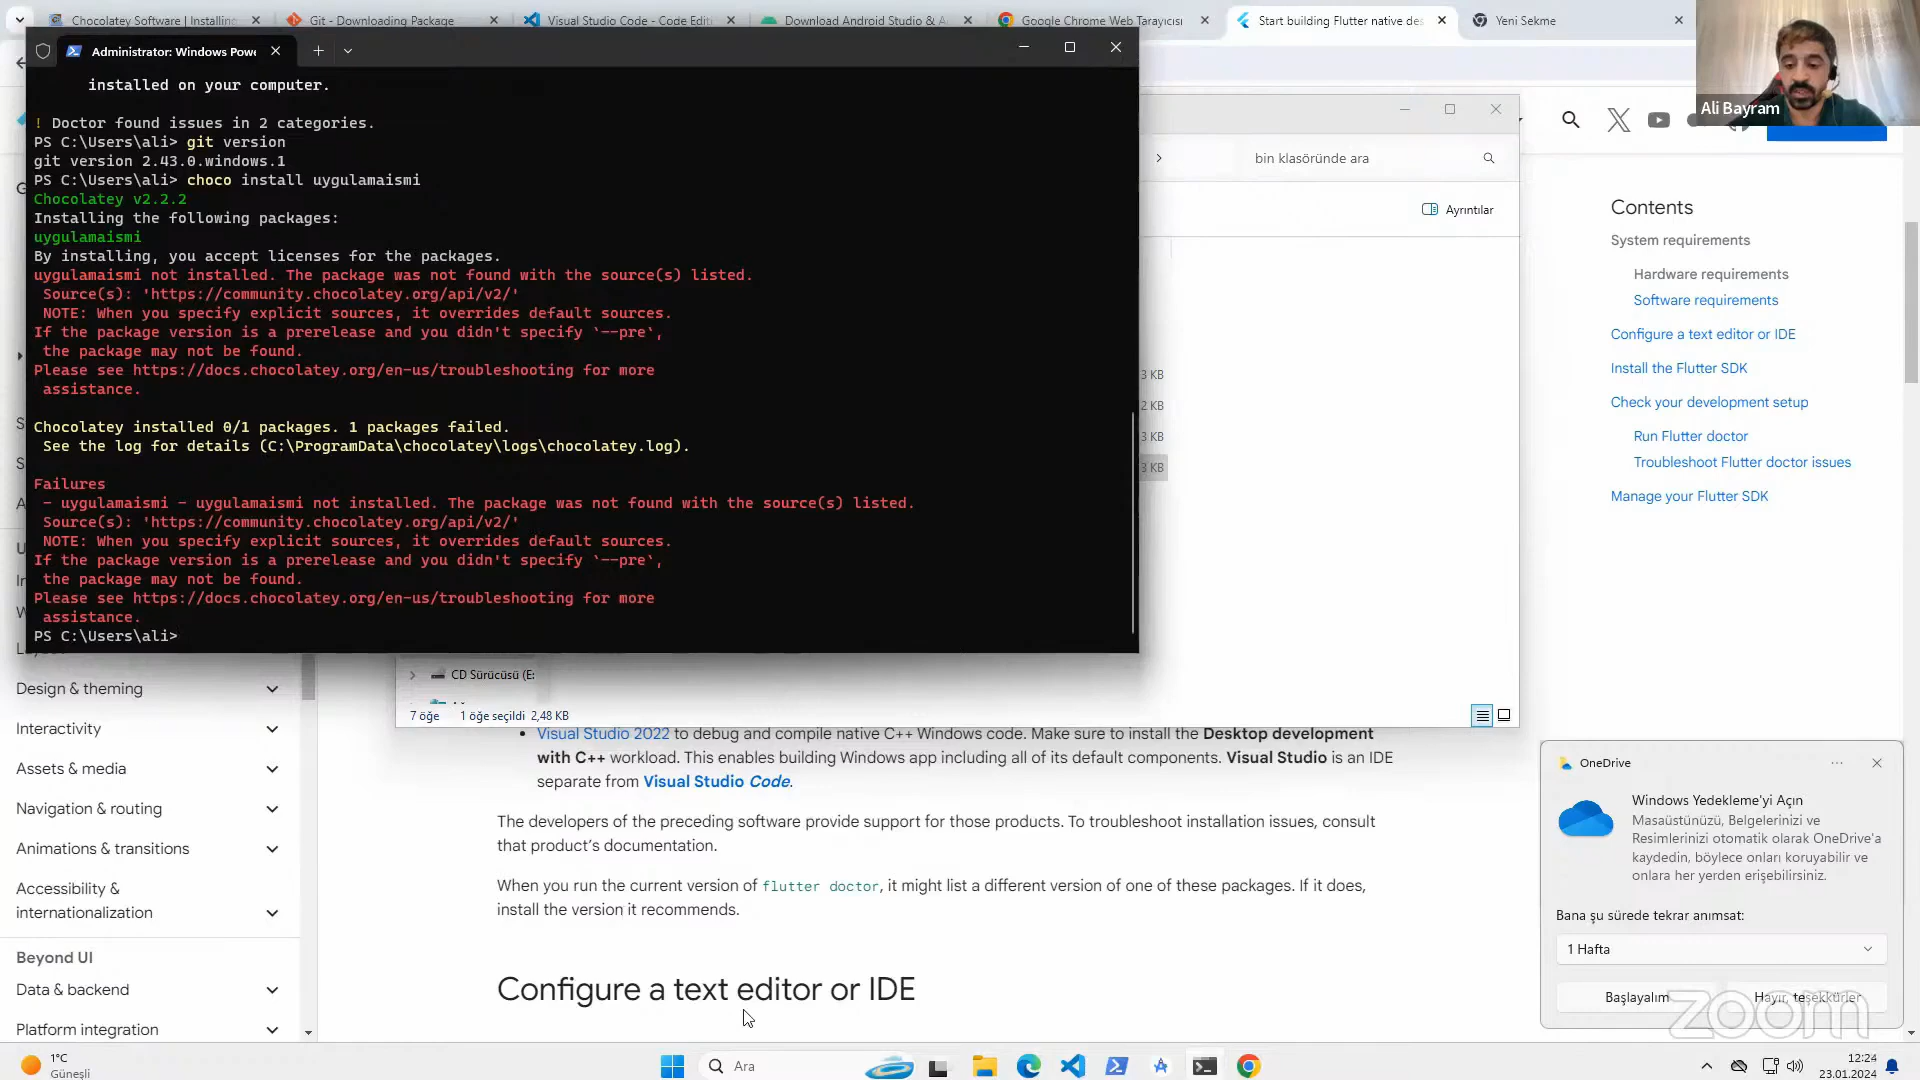 Chocolatey Software | Installing
Git - Downloading Package
Visual Studio Code - Code Edit
Download Android Studio & A
Google Chrome Web Tarayıcısı
Start building Flutter native des
Yeni Sekme
Administrator: Windows Powe
installed on your computer.
! Doctor found issues in 2 categories.
PS C:\Users\ali> git version
git version 2.43.0.windows.1
PS C:\Users\ali> choco install uygulamaismi
Chocolatey v2.2.2
Installing the following packages:
uygulamaismi
By installing, you accept licenses for the packages.
uygulamaismi not installed. The package was not found with the source(s) listed.
Source(s): 'https://community.chocolatey.org/api/v2/'
NOTE: When you specify explicit sources, it overrides default sources.
If the package version is a prerelease and you didn't specify `--pre`,
the package may not be found.
Please see https://docs.chocolatey.org/en-us/troubleshooting for more
assistance.
Chocolatey installed 0/1 packages. 1 packages failed.
See the log for details (C:\ProgramData\chocolatey\logs\chocolatey.log).
Failures
- uygulamaismi - uygulamaismi not installed. The package was not found with the source(s) listed.
Source(s): 'https://community.chocolatey.org/api/v2/'
NOTE: When you specify explicit sources, it overrides default sources.
If the package version is a prerelease and you didn't specify `--pre`,
the package may not be found.
Please see https://docs.chocolatey.org/en-us/troubleshooting for more
assistance.
PS C:\Users\ali>
Ali Bayram
bin klasöründe ara
Ayrıntılar
3 KB
2 KB
3 KB
3 KB
CD Sürücüsü (E:
7 öğe 1 öğe seçildi 2,48 KB
Contents
System requirements
Hardware requirements
Software requirements
Configure a text editor or IDE
Install the Flutter SDK
Check your development setup
Run Flutter doctor
Troubleshoot Flutter doctor issues
Manage your Flutter SDK
Design & theming
Interactivity
Assets & media
Navigation & routing
Animations & transitions
Accessibility &
internationalization
Beyond UI
Data & backend
Platform integration
Visual Studio 2022 to debug and compile native C++ Windows code. Make sure to install the Desktop development
with C++ workload. This enables building Windows app including all of its default components. Visual Studio is an IDE
separate from Visual Studio Code.
The developers of the preceding software provide support for those products. To troubleshoot installation issues, consult
that product's documentation.
When you run the current version of flutter doctor, it might list a different version of one of these packages. If it does,
install the version it recommends.
Configure a text editor or IDE
OneDrive
Windows Yedekleme'yi Açın
Masaüstünüzü, Belgelerinizi ve
Resimlerinizi otomatik olarak OneDrive'a
kaydedin, böylece onları koruyabilir ve
onlara her yerden erişebilirsiniz.
Bana şu sürede tekrar anımsat:
1 Hafta
Başlayalım
Hayır, teşekkürler
zoom
1°C
Güneşli
Ara
12:24
23.01.2024